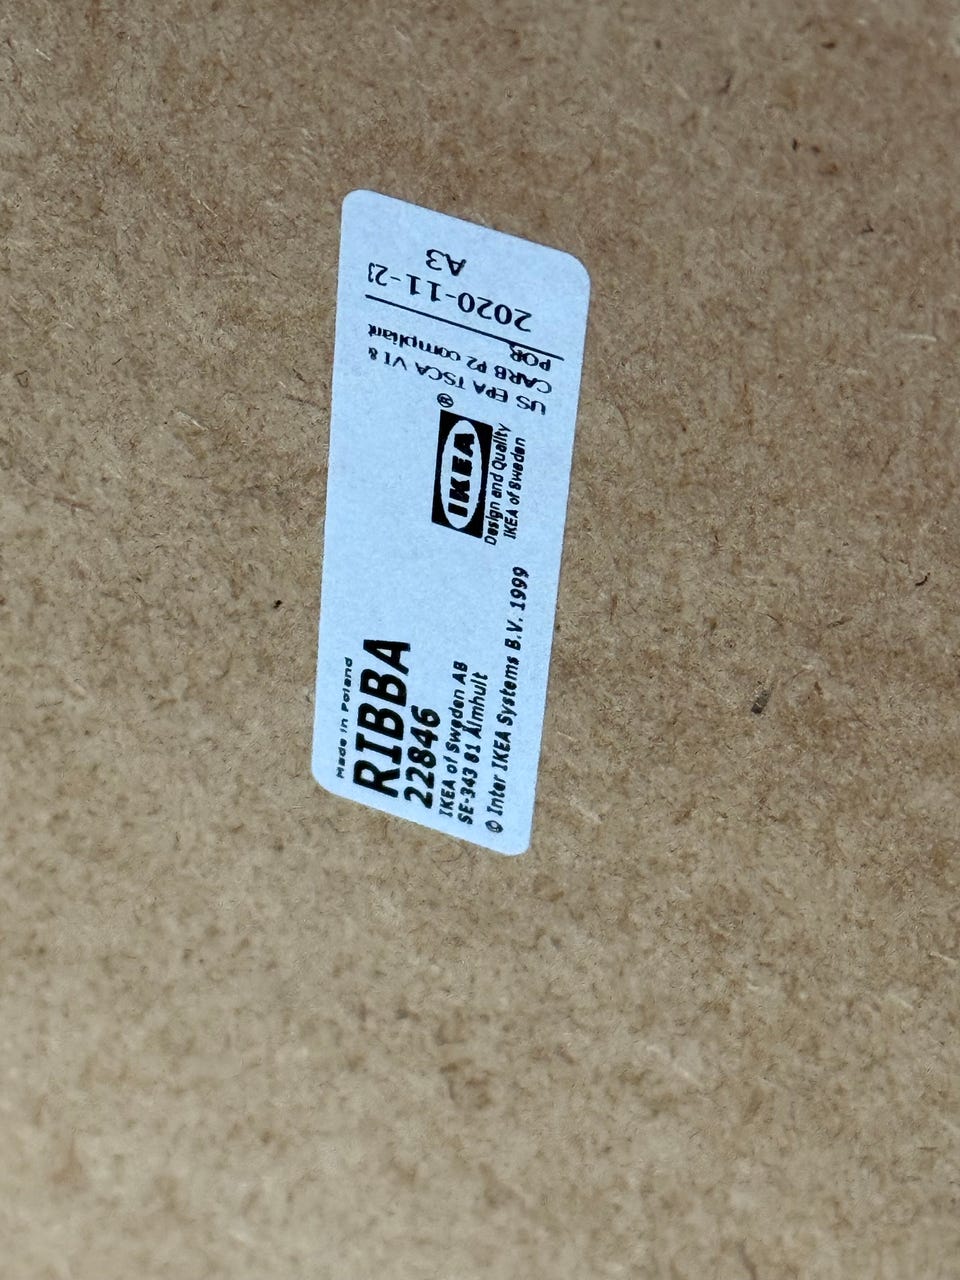 Made in Poland
RIBBA
22846
IKEA of Sweden AB
SE-343 81 Älmhult
© Inter IKEA Systems B.V. 1999
IKEA®
Design and Quality
IKEA of Sweden
US EPA TSCA VI &
CARB P2 compliant
POR
2020-11-23
A3